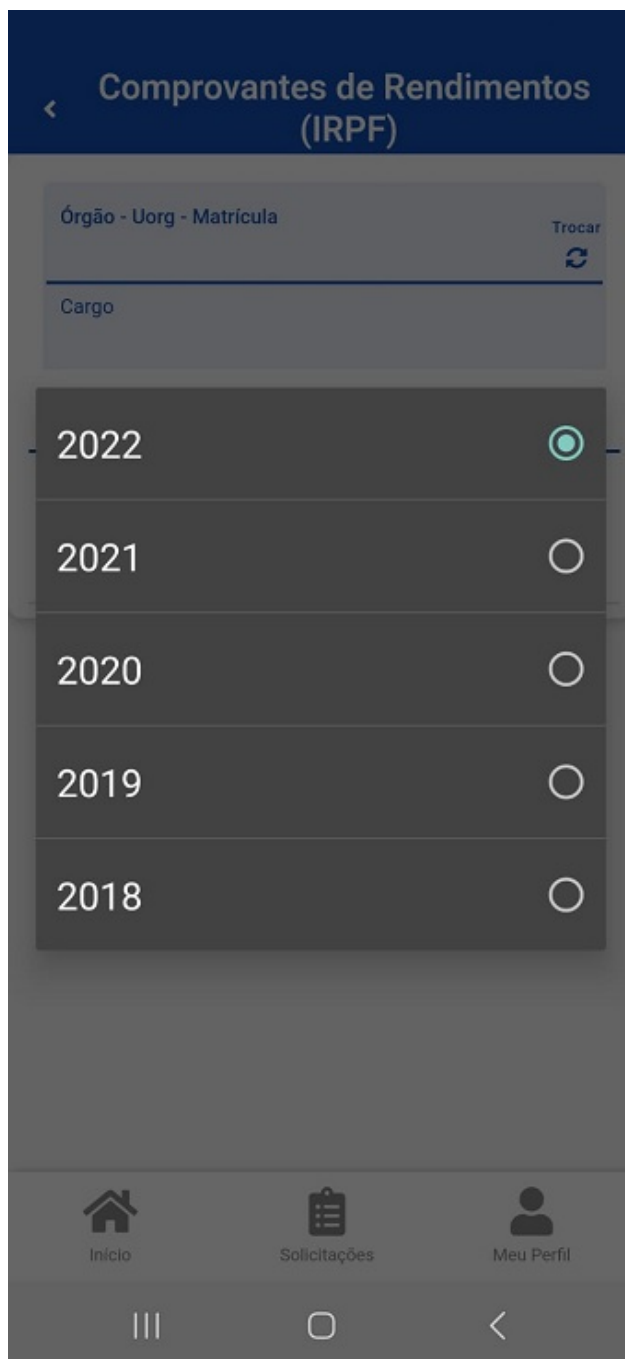 Comprovantes de Rendimentos
(IRPF)
Órgão - Uorg - Matrícula
Trocar
Cargo
2022
2021
2020
2019
2018
Início
Solicitações
Meu Perfil